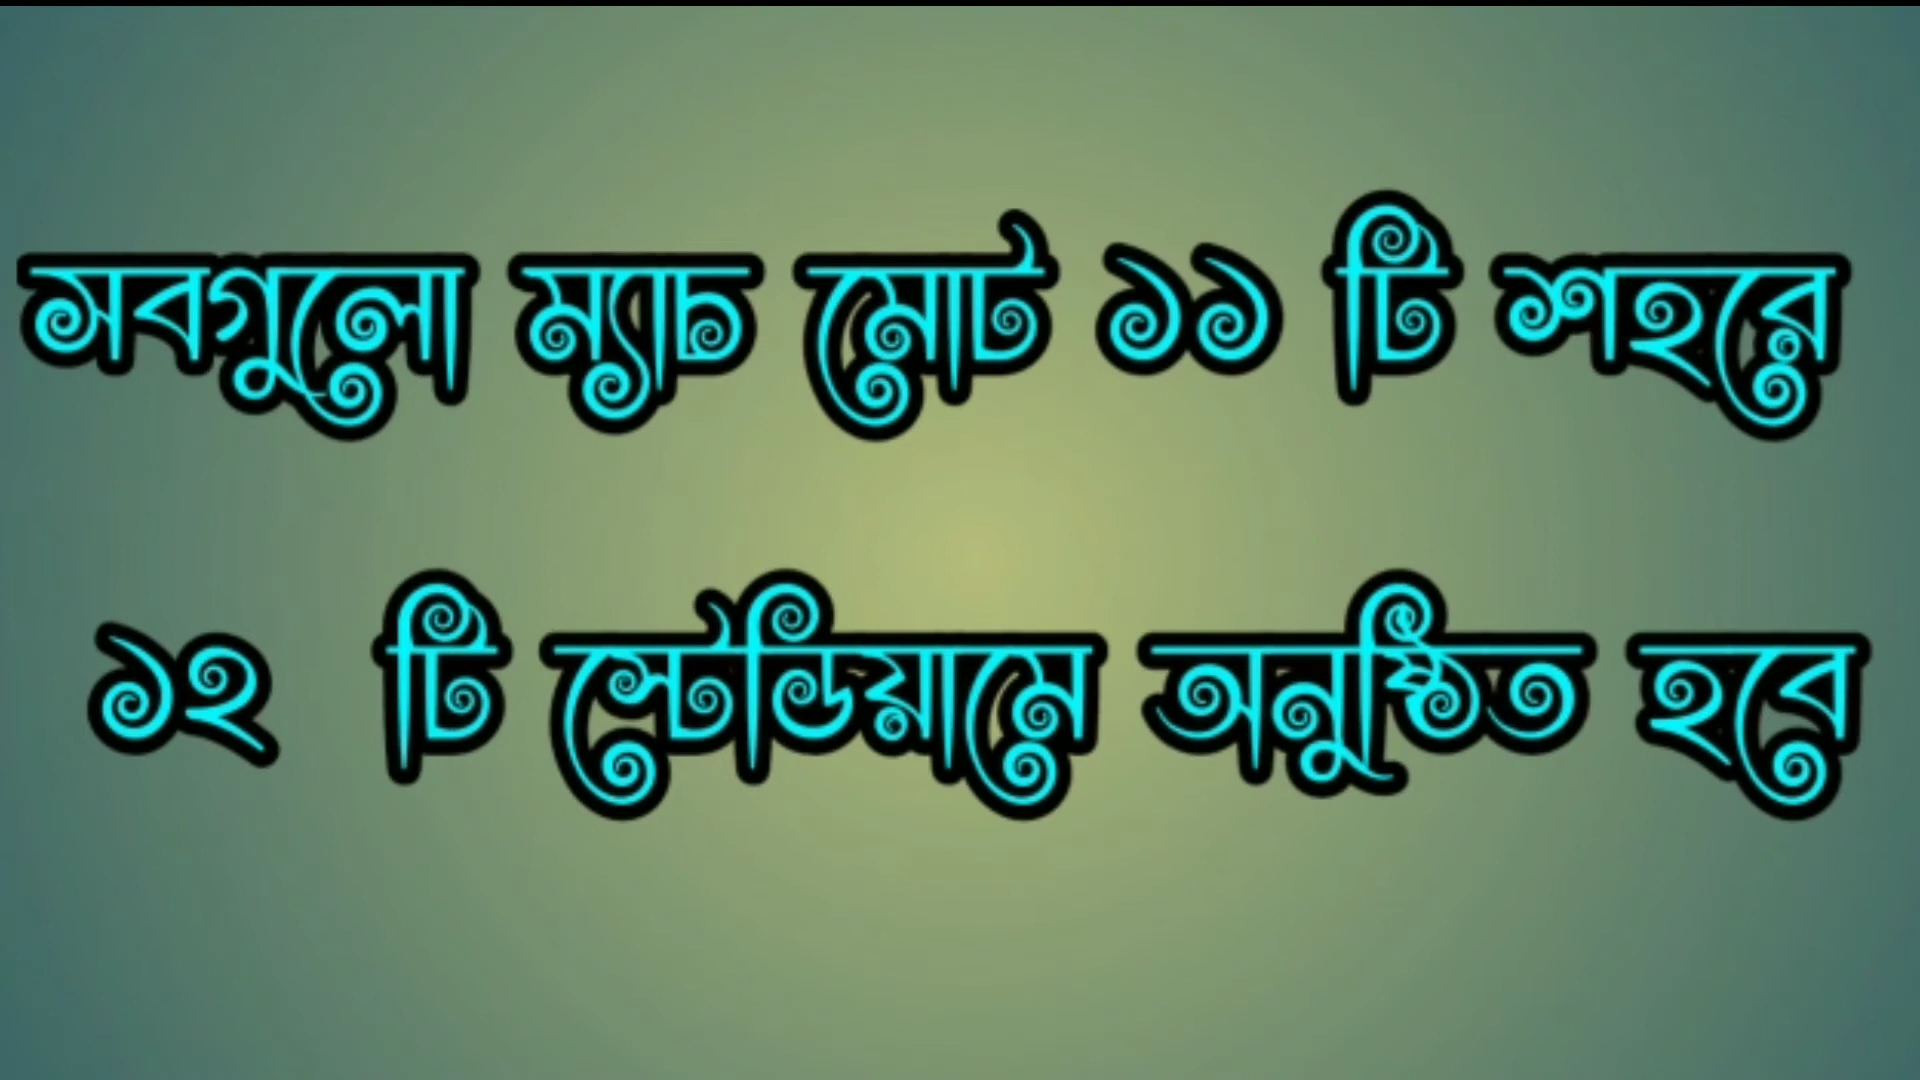 সবগুলো ম্যাচ মোট ১১ টি শহরে
১২ টি স্টেডিয়ামে অনুষ্ঠিত হবে